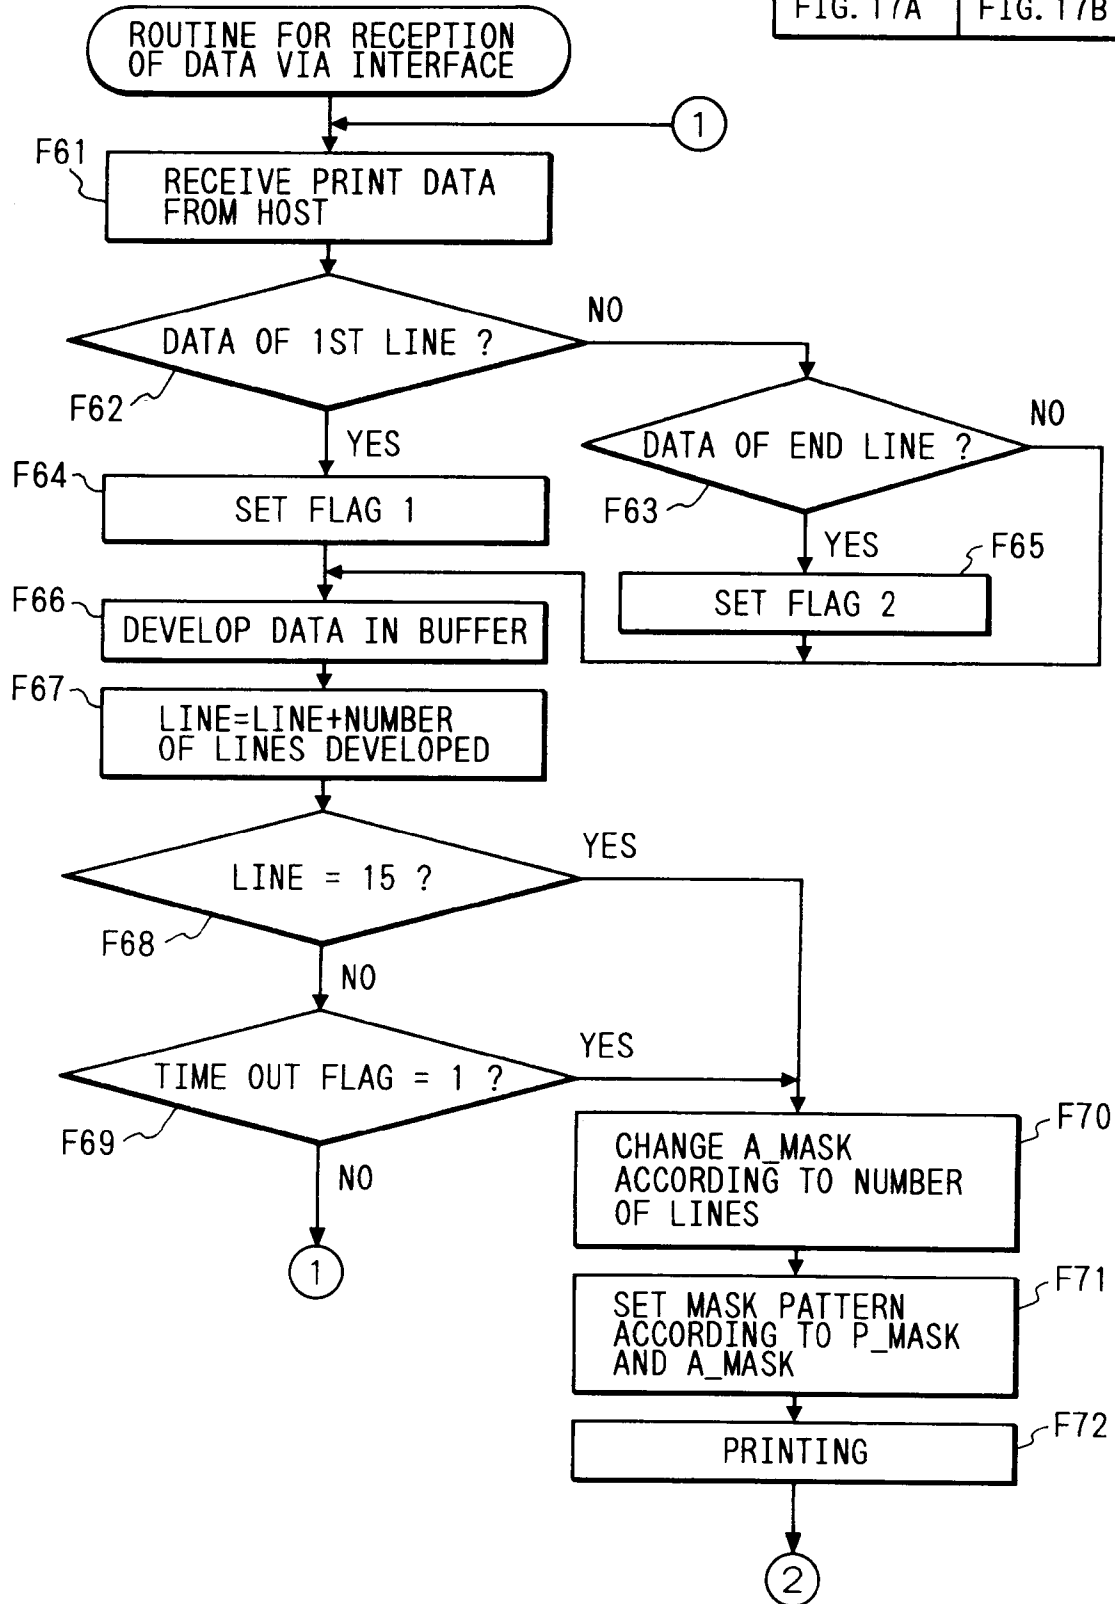 FIG. 17A FIG. 17B
ROUTINE FOR RECEPTION
OF DATA VIA INTERFACE
1
F61
RECEIVE PRINT DATA
FROM HOST
DATA OF 1ST LINE ?
NO
F62
YES
DATA OF END LINE ?
NO
F63
YES
F64
SET FLAG 1
F65
SET FLAG 2
F66
DEVELOP DATA IN BUFFER
F67
LINE=LINE+NUMBER
OF LINES DEVELOPED
LINE = 15 ?
YES
F68
NO
TIME OUT FLAG = 1 ?
YES
F69
NO
1
F70
CHANGE A_MASK
ACCORDING TO NUMBER
OF LINES
F71
SET MASK PATTERN
ACCORDING TO P_MASK
AND A_MASK
F72
PRINTING
2